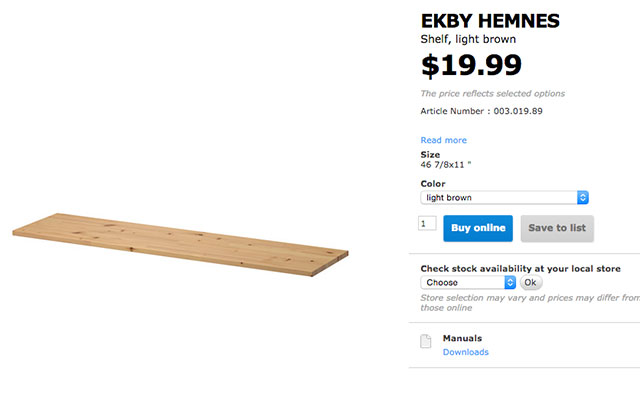 EKBY HEMNES
Shelf, light brown
$19.99
The price reflects selected options
Article Number : 003.019.89
Read more
Size
46 7/8x11 "
Color
light brown
1
Buy online
Save to list
Check stock availability at your local store
Choose
Ok
Store selection may vary and prices may differ from
those online
Manuals
Downloads